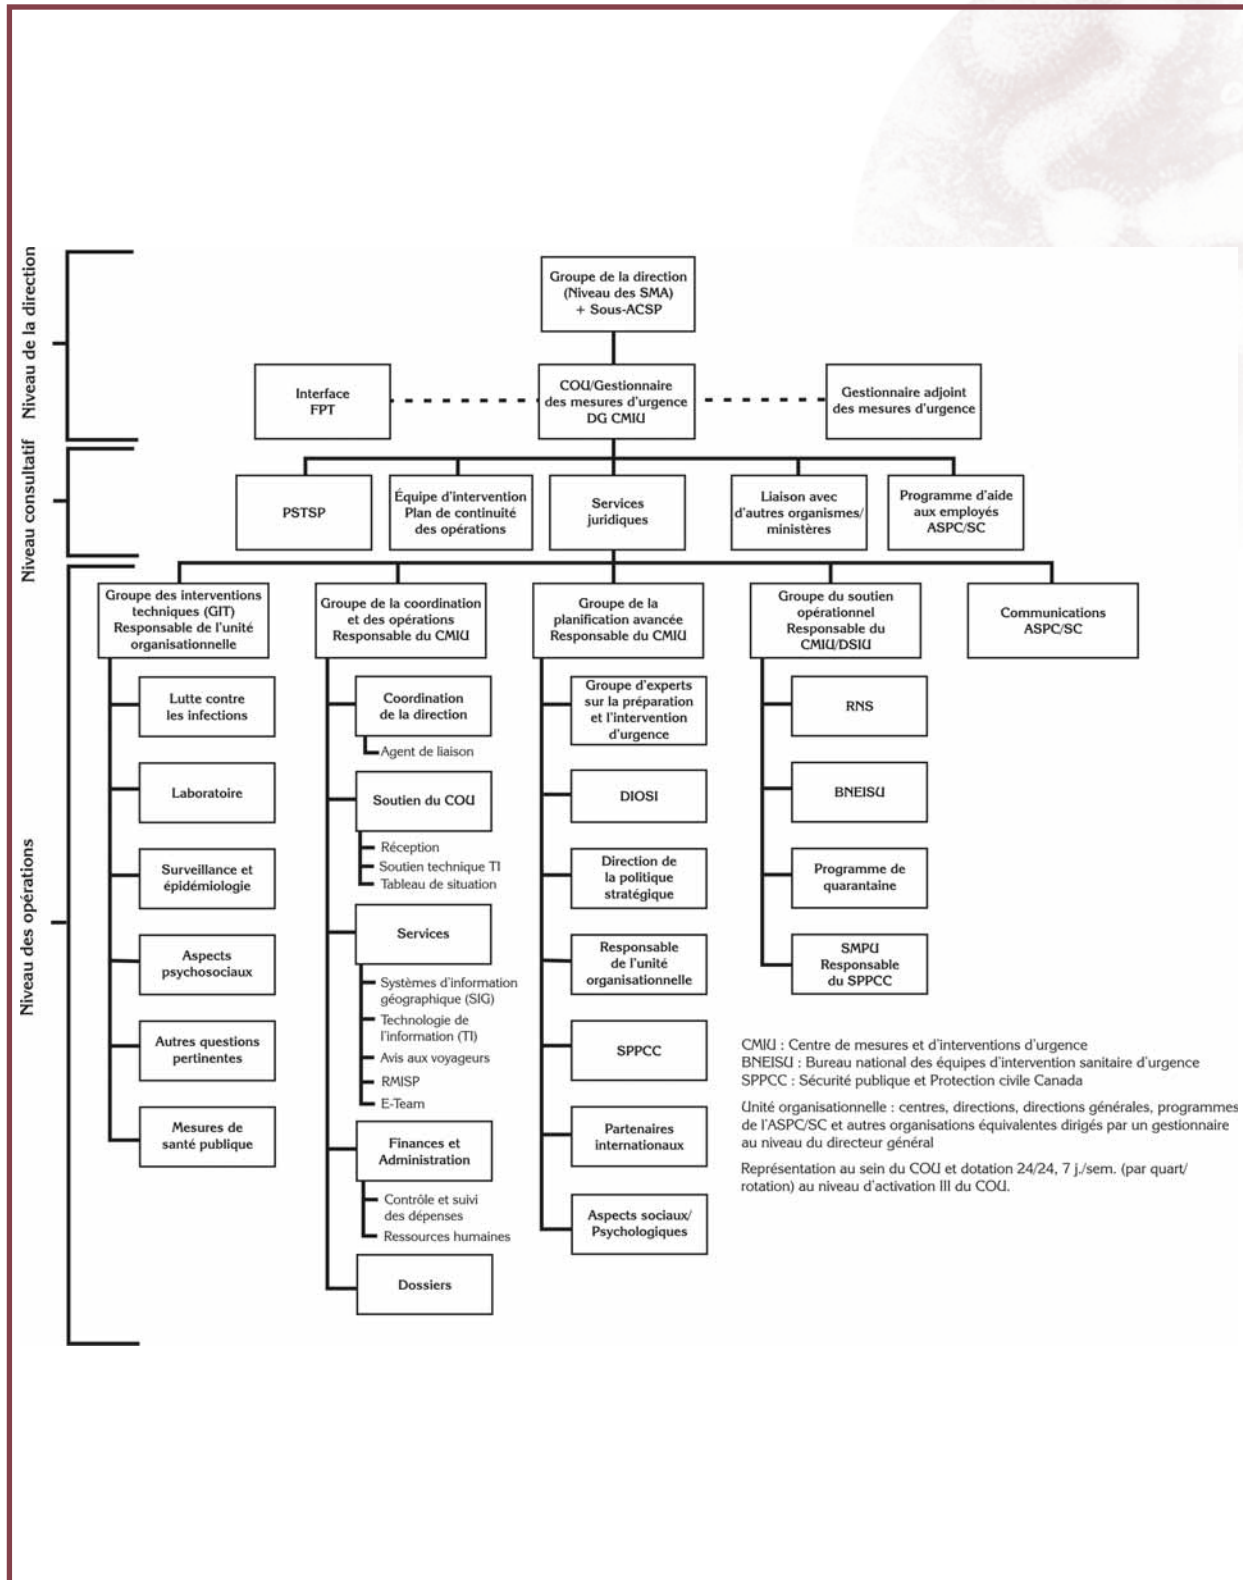 Niveau de la direction
Groupe de la direction
(Niveau des SMA)
+ Sous-ACSP
Interface
FPT
COU/Gestionnaire
des mesures d'urgence
DG CMIU
Gestionnaire adjoint
des mesures d'urgence
Niveau consultatif
PSTSP
Équipe d'intervention
Plan de continuité
des opérations
Services
juridiques
Liaison avec
d'autres organismes/
ministères
Programme d'aide
aux employés
ASPC/SC
Niveau des opérations
Groupe des interventions
techniques (GIT)
Responsable de l'unité
organisationnelle
Lutte contre
les infections
Laboratoire
Surveillance et
épidémiologie
Aspects
psychosociaux
Autres questions
pertinentes
Mesures de
santé publique
Groupe de la coordination
et des opérations
Responsable du CMIU
Coordination
de la direction
Agent de liaison
Soutien du COU
Réception
Soutien technique TI
Tableau de situation
Services
Systèmes d'information
géographique (SIG)
Technologie de
l'information (TI)
Avis aux voyageurs
RMISP
E-Team
Finances et
Administration
Contrôle et suivi
des dépenses
Ressources humaines
Dossiers
Groupe de la
planification avancée
Responsable du CMIU
Groupe d'experts
sur la préparation
et l'intervention
d'urgence
DIOSI
Direction de
la politique
stratégique
Responsable
de l'unité
organisationnelle
SPPCC
Partenaires
internationaux
Aspects sociaux/
Psychologiques
Groupe du soutien
opérationnel
Responsable du
CMIU/DSIU
RNS
BNEISU
Programme de
quarantaine
SMPU
Responsable
du SPPCC
Communications
ASPC/SC
CMIU : Centre de mesures et d'interventions d'urgence
BNEISU : Bureau national des équipes d'intervention sanitaire d'urgence
SPPCC : Sécurité publique et Protection civile Canada
Unité organisationnelle : centres, directions, directions générales, programmes
de l'ASPC/SC et autres organisations équivalentes dirigés par un gestionnaire
au niveau du directeur général
Représentation au sein du COU et dotation 24/24, 7 j./sem. (par quart/
rotation) au niveau d'activation III du COU.